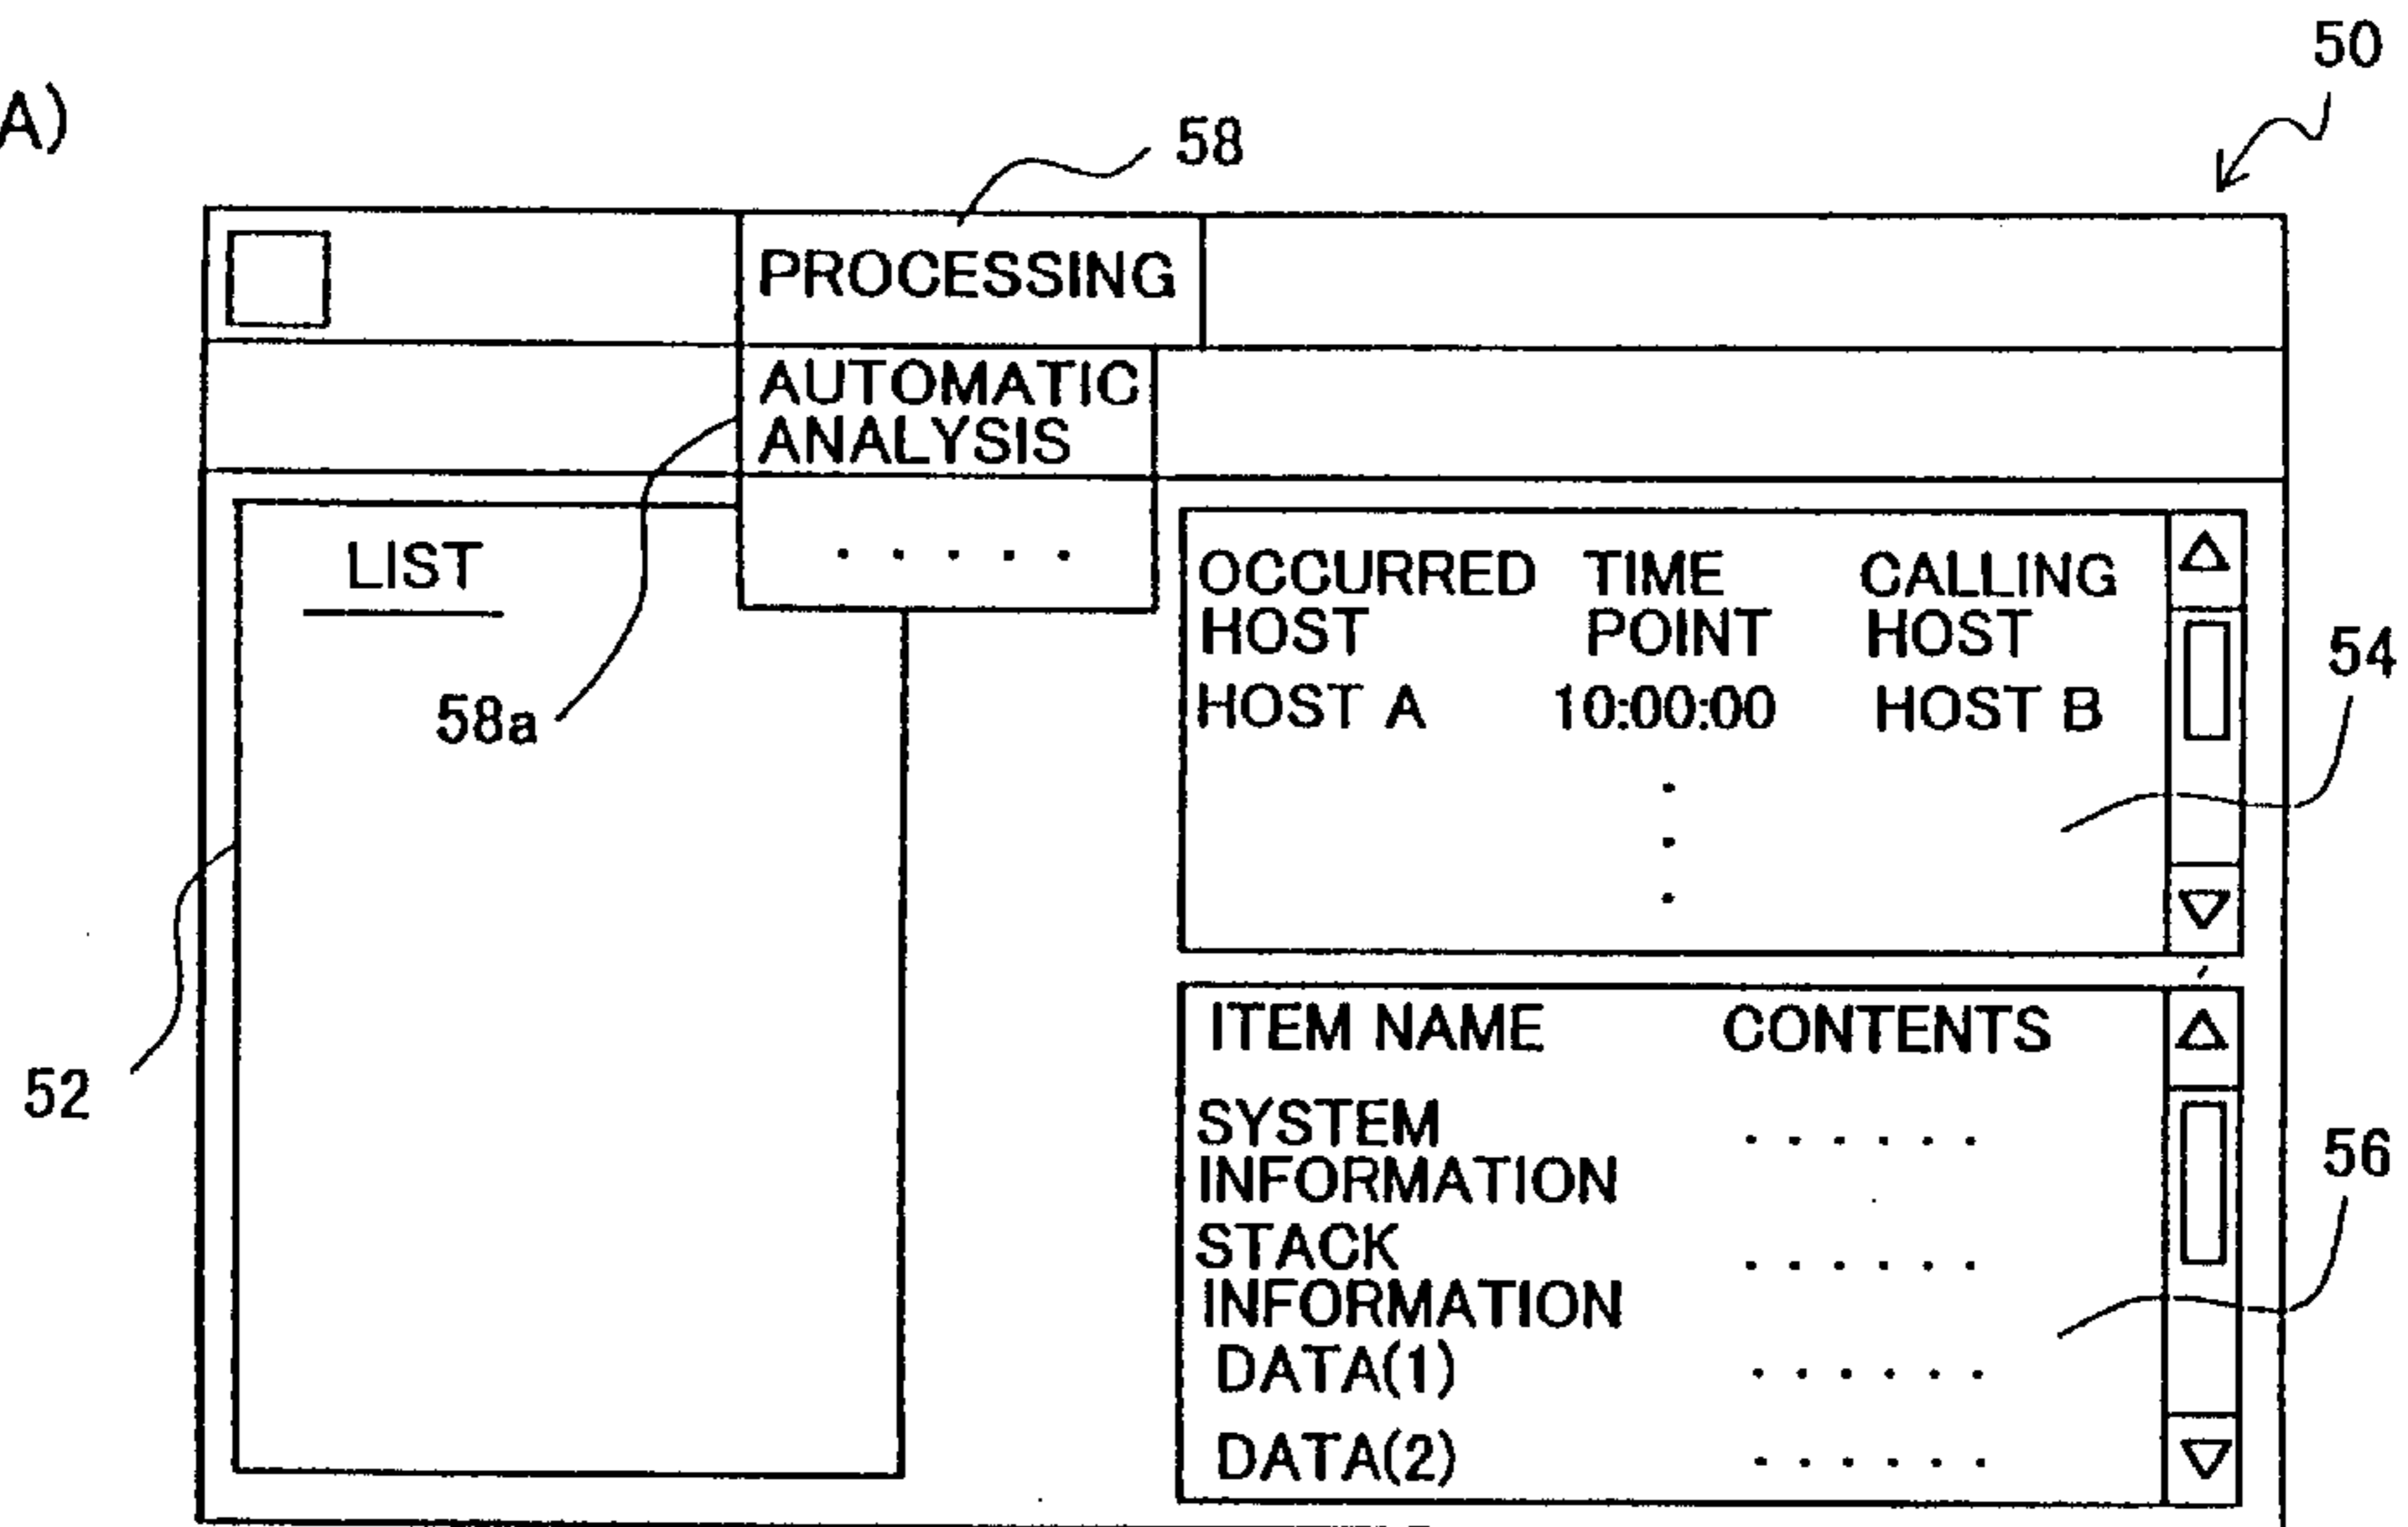 A)
50
58
PROCESSING
AUTOMATIC
ANALYSIS
. . . . .
LIST
58a
52
OCCURRED TIME CALLING
HOST POINT HOST
HOST A 10:00:00 HOST B
.
.
.
54
ITEM NAME CONTENTS
SYSTEM . . . . . .
INFORMATION
STACK . . . . . .
INFORMATION
DATA(1) . . . . . .
DATA(2) . . . . . .
56